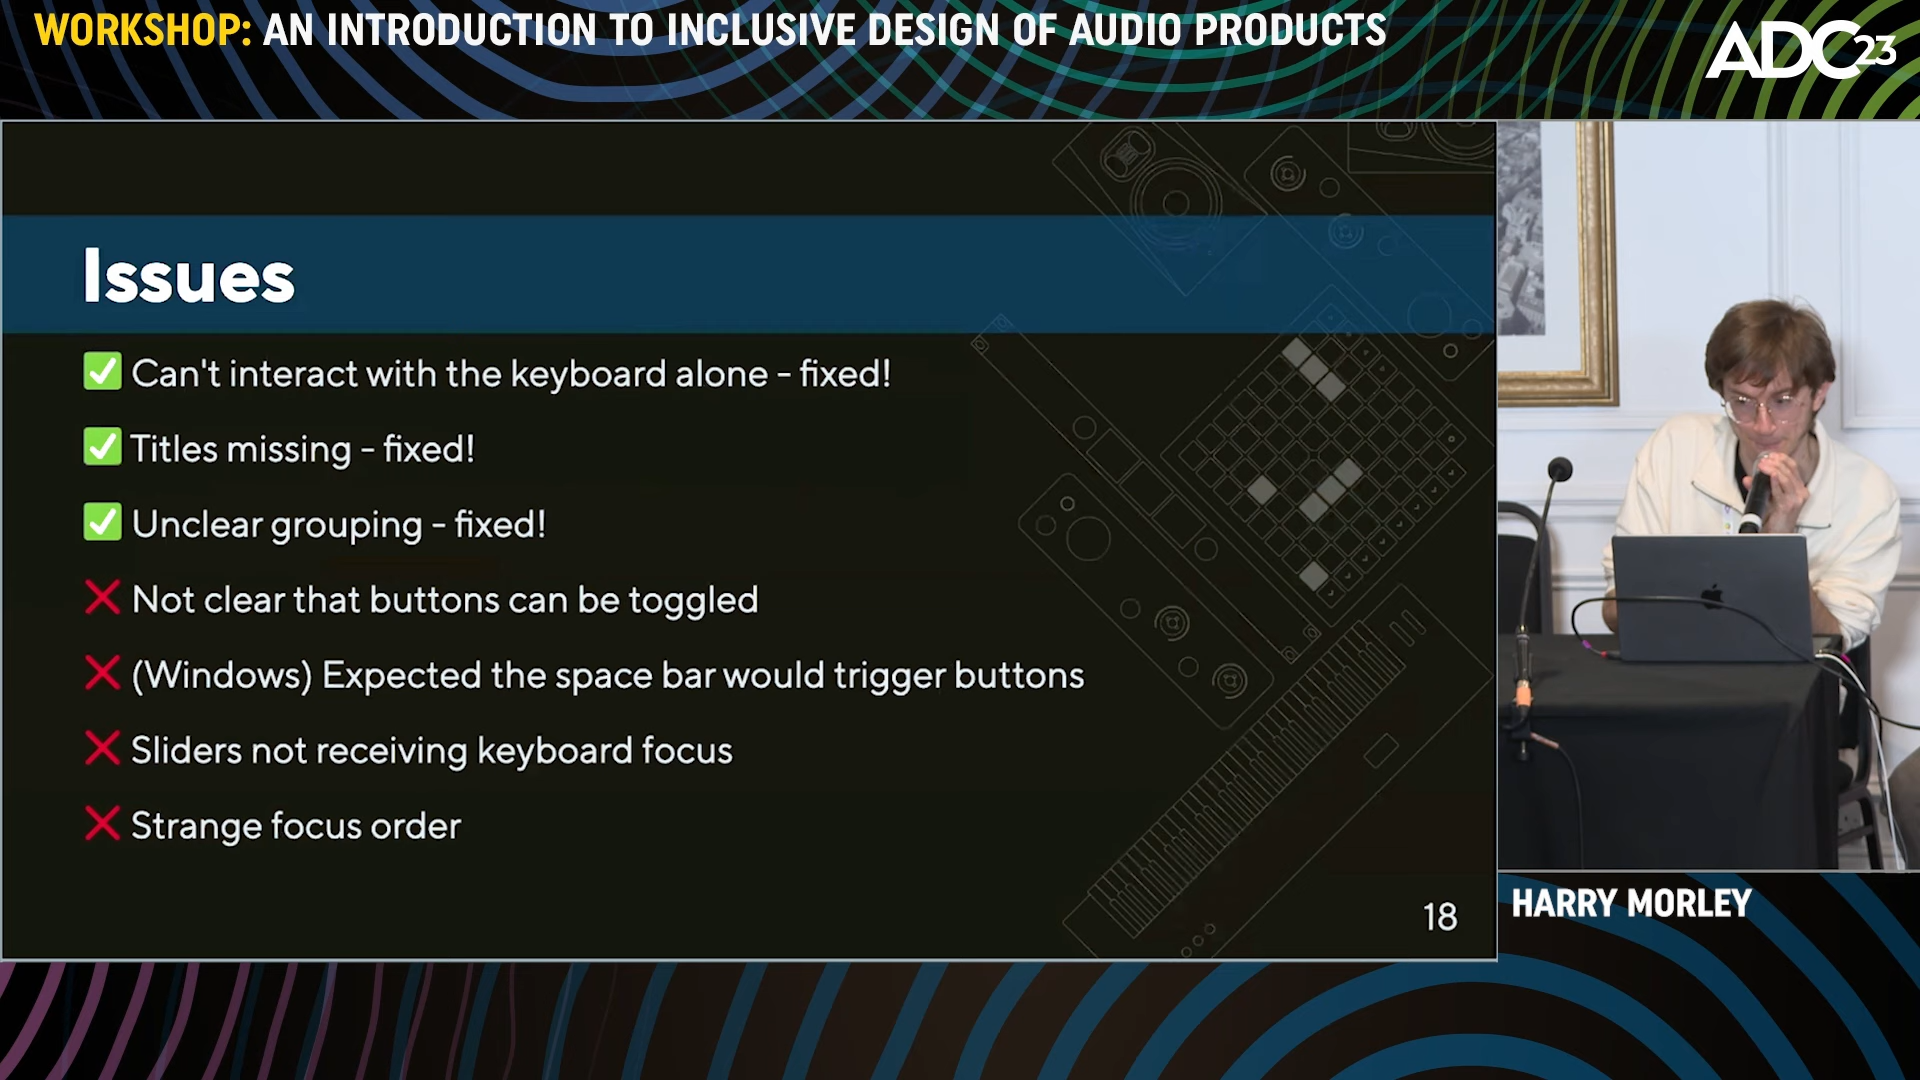 WORKSHOP: AN INTRODUCTION TO INCLUSIVE DESIGN OF AUDIO PRODUCTS
ADC23
Issues
✅ Can't interact with the keyboard alone - fixed!
✅ Titles missing - fixed!
✅ Unclear grouping - fixed!
❌ Not clear that buttons can be toggled
❌ (Windows) Expected the space bar would trigger buttons
❌ Sliders not receiving keyboard focus
❌ Strange focus order
18
HARRY MORLEY